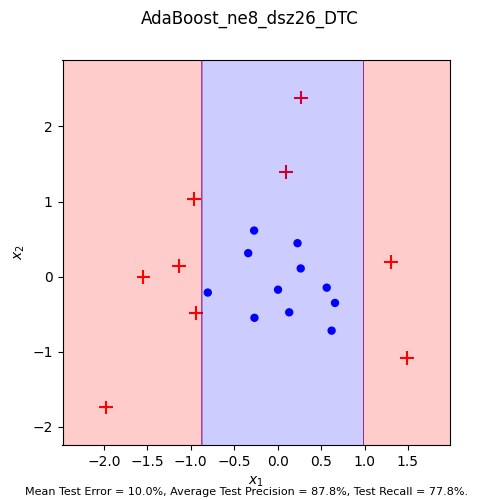 AdaBoost_ne8_dsz26_DTC
2
1
0
−1
−2
x₂
−2.0 −1.5 −1.0 −0.5 0.0 0.5 1.0 1.5
x₁
Mean Test Error = 10.0%, Average Test Precision = 87.8%, Test Recall = 77.8%.